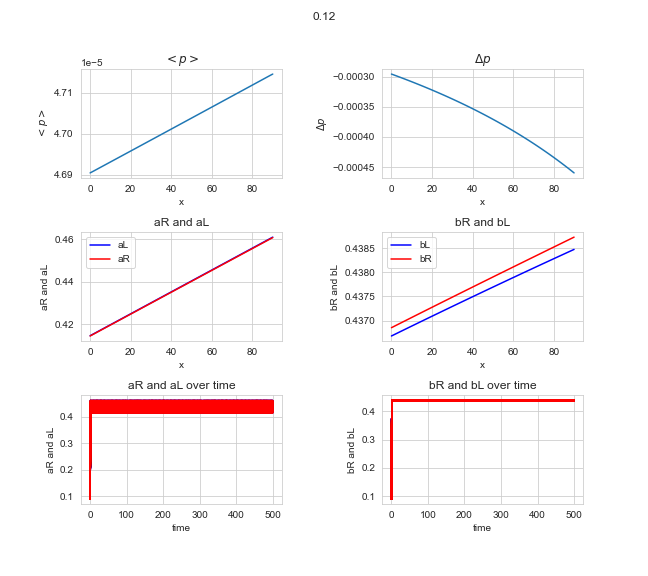 0.12
< p >
1e−5
4.71
4.70
4.69
< p >
0 20 40 60 80
x
Δp
−0.00030
−0.00035
−0.00040
−0.00045
Δp
0 20 40 60 80
x
aR and aL
0.46
0.44
0.42
aR and aL
aL
aR
0 20 40 60 80
x
bR and bL
0.4385
0.4380
0.4375
0.4370
bR and bL
bL
bR
0 20 40 60 80
x
aR and aL over time
0.4
0.3
0.2
0.1
aR and aL
0 100 200 300 400 500
time
bR and bL over time
0.4
0.3
0.2
0.1
bR and bL
0 100 200 300 400 500
time